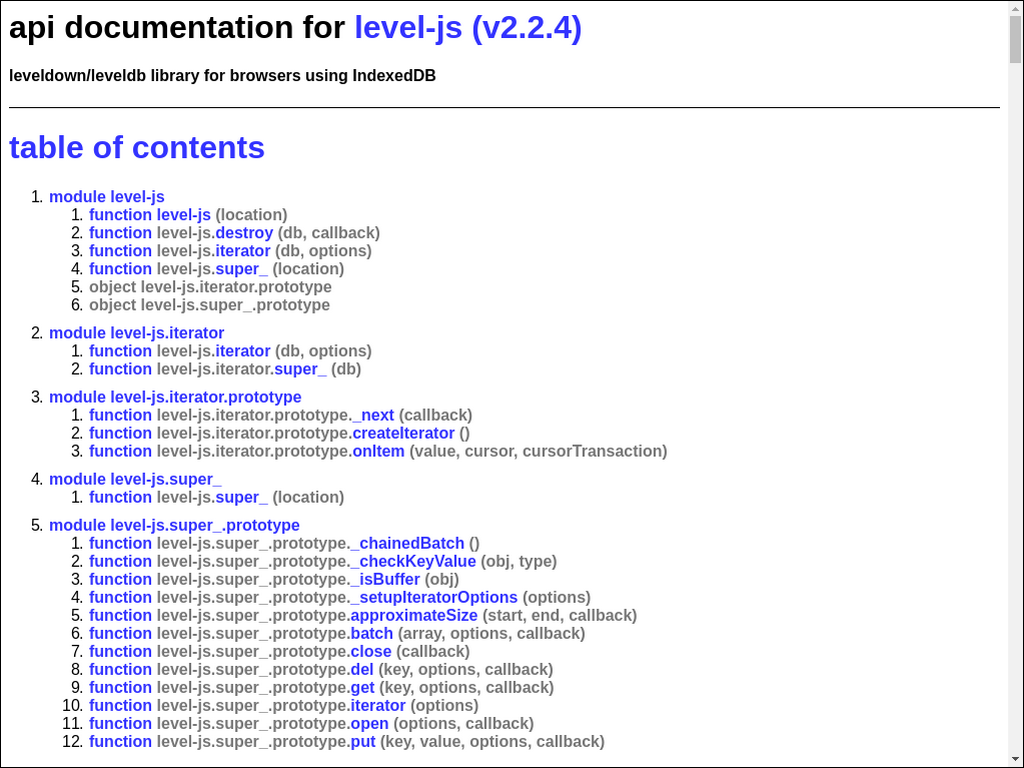 api documentation for level-js (v2.2.4)
leveldown/leveldb library for browsers using IndexedDB
table of contents
1. module level-js
1. function level-js (location)
2. function level-js.destroy (db, callback)
3. function level-js.iterator (db, options)
4. function level-js.super_ (location)
5. object level-js.iterator.prototype
6. object level-js.super_.prototype
2. module level-js.iterator
1. function level-js.iterator (db, options)
2. function level-js.iterator.super_ (db)
3. module level-js.iterator.prototype
1. function level-js.iterator.prototype._next (callback)
2. function level-js.iterator.prototype.createIterator ()
3. function level-js.iterator.prototype.onItem (value, cursor, cursorTransaction)
4. module level-js.super_
1. function level-js.super_ (location)
5. module level-js.super_.prototype
1. function level-js.super_.prototype._chainedBatch ()
2. function level-js.super_.prototype._checkKeyValue (obj, type)
3. function level-js.super_.prototype._isBuffer (obj)
4. function level-js.super_.prototype._setupIteratorOptions (options)
5. function level-js.super_.prototype.approximateSize (start, end, callback)
6. function level-js.super_.prototype.batch (array, options, callback)
7. function level-js.super_.prototype.close (callback)
8. function level-js.super_.prototype.del (key, options, callback)
9. function level-js.super_.prototype.get (key, options, callback)
10. function level-js.super_.prototype.iterator (options)
11. function level-js.super_.prototype.open (options, callback)
12. function level-js.super_.prototype.put (key, value, options, callback)